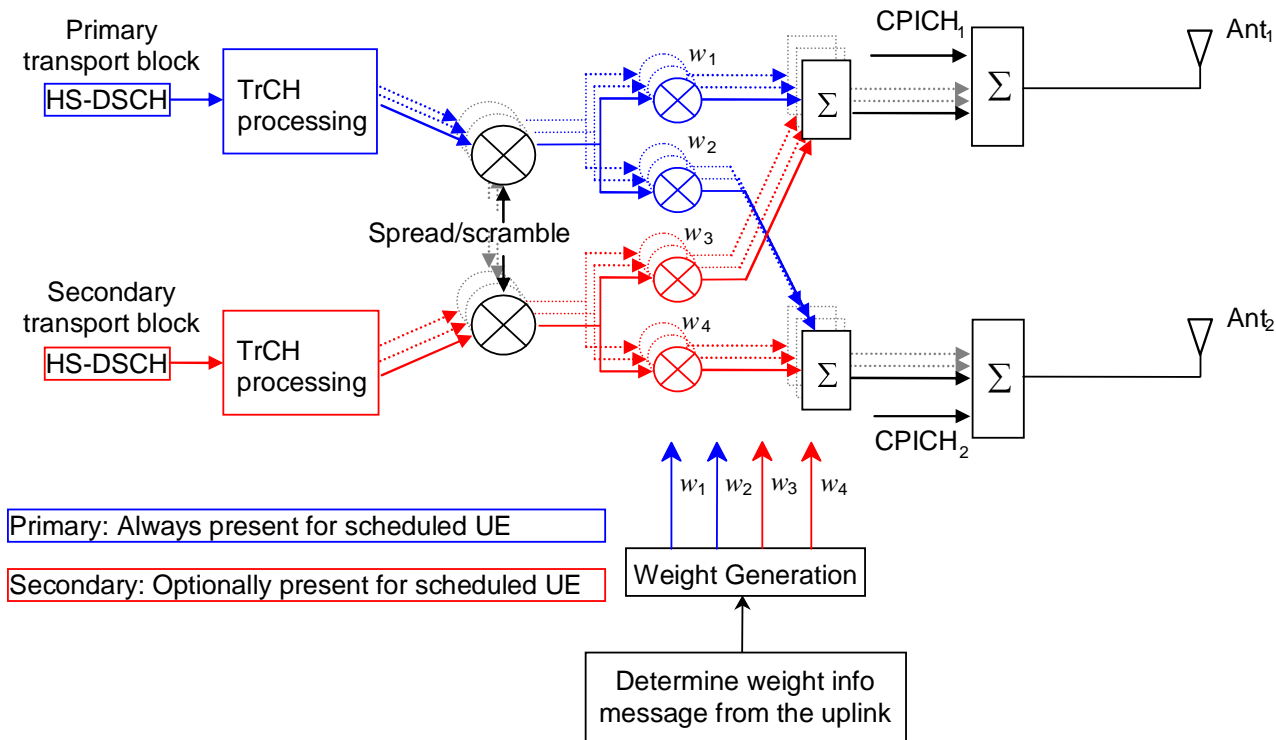 Primary
transport block
HS-DSCH
TrCH
processing
w1
w2
Σ
CPICH1
Σ
Ant1
Spread/scramble
Secondary
transport block
HS-DSCH
TrCH
processing
w3
w4
Σ
CPICH2
Σ
Ant2
w1 w2 w3 w4
Primary: Always present for scheduled UE
Secondary: Optionally present for scheduled UE
Weight Generation
Determine weight info
message from the uplink